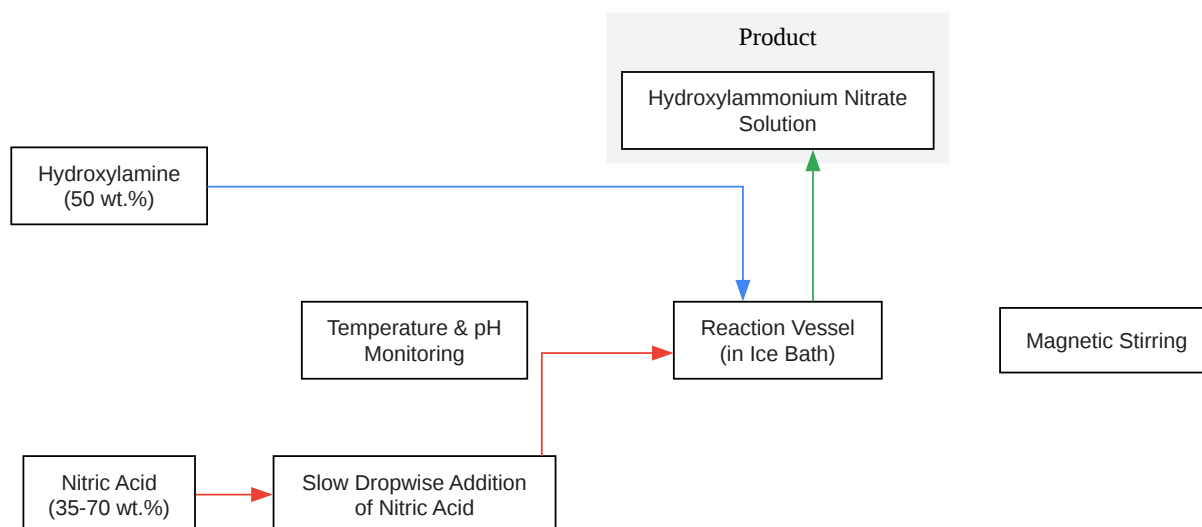 Product
Hydroxylammonium Nitrate
Solution
Hydroxylamine
(50 wt.%)
Temperature & pH
Monitoring
Reaction Vessel
(in Ice Bath)
Magnetic Stirring
Nitric Acid
(35-70 wt.%)
Slow Dropwise Addition
of Nitric Acid